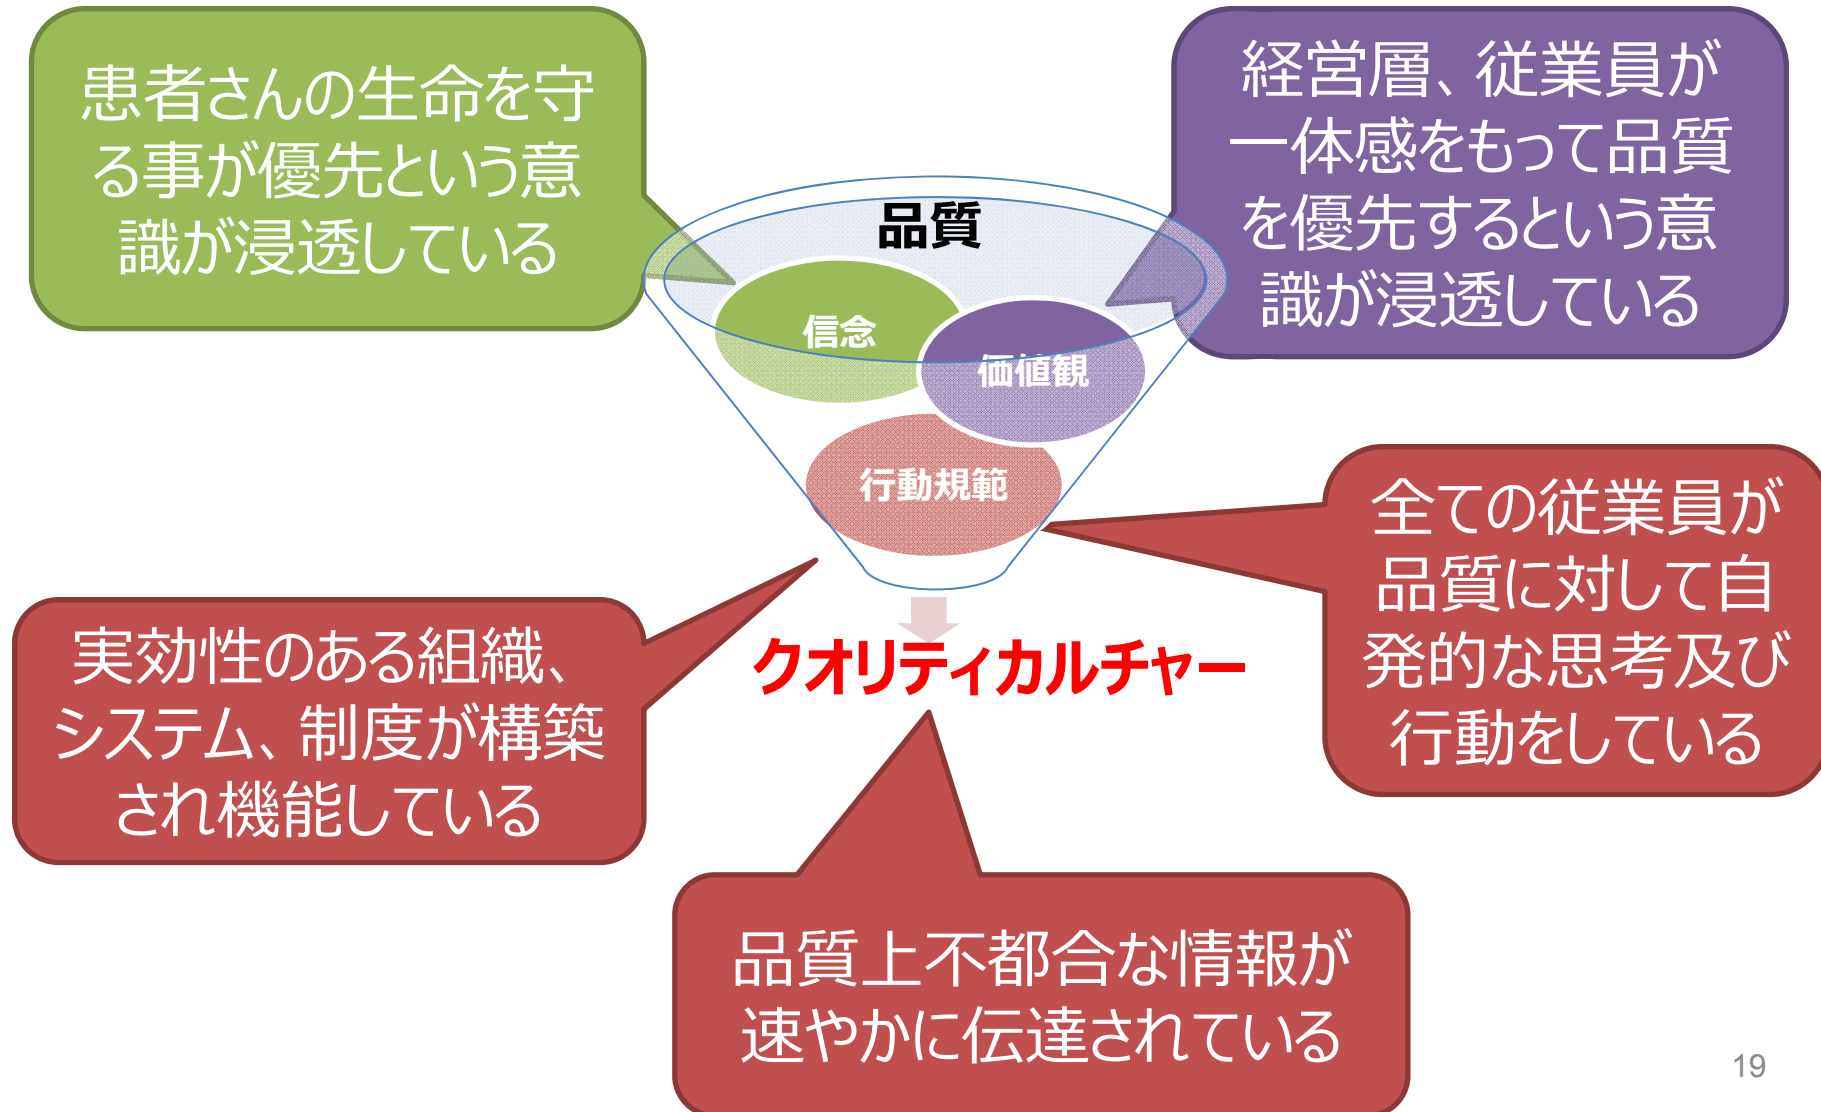 患者さんの生命を守
る事が優先という意
識が浸透している
経営層、従業員が
一体感をもって品質
を優先するという意
識が浸透している
品質
信念
価値観
行動規範
全ての従業員が
品質に対して自
発的な思考及び
行動をしている
実効性のある組織、
システム、制度が構築
され機能している
クオリティカルチャー
品質上不都合な情報が
速やかに伝達されている
19